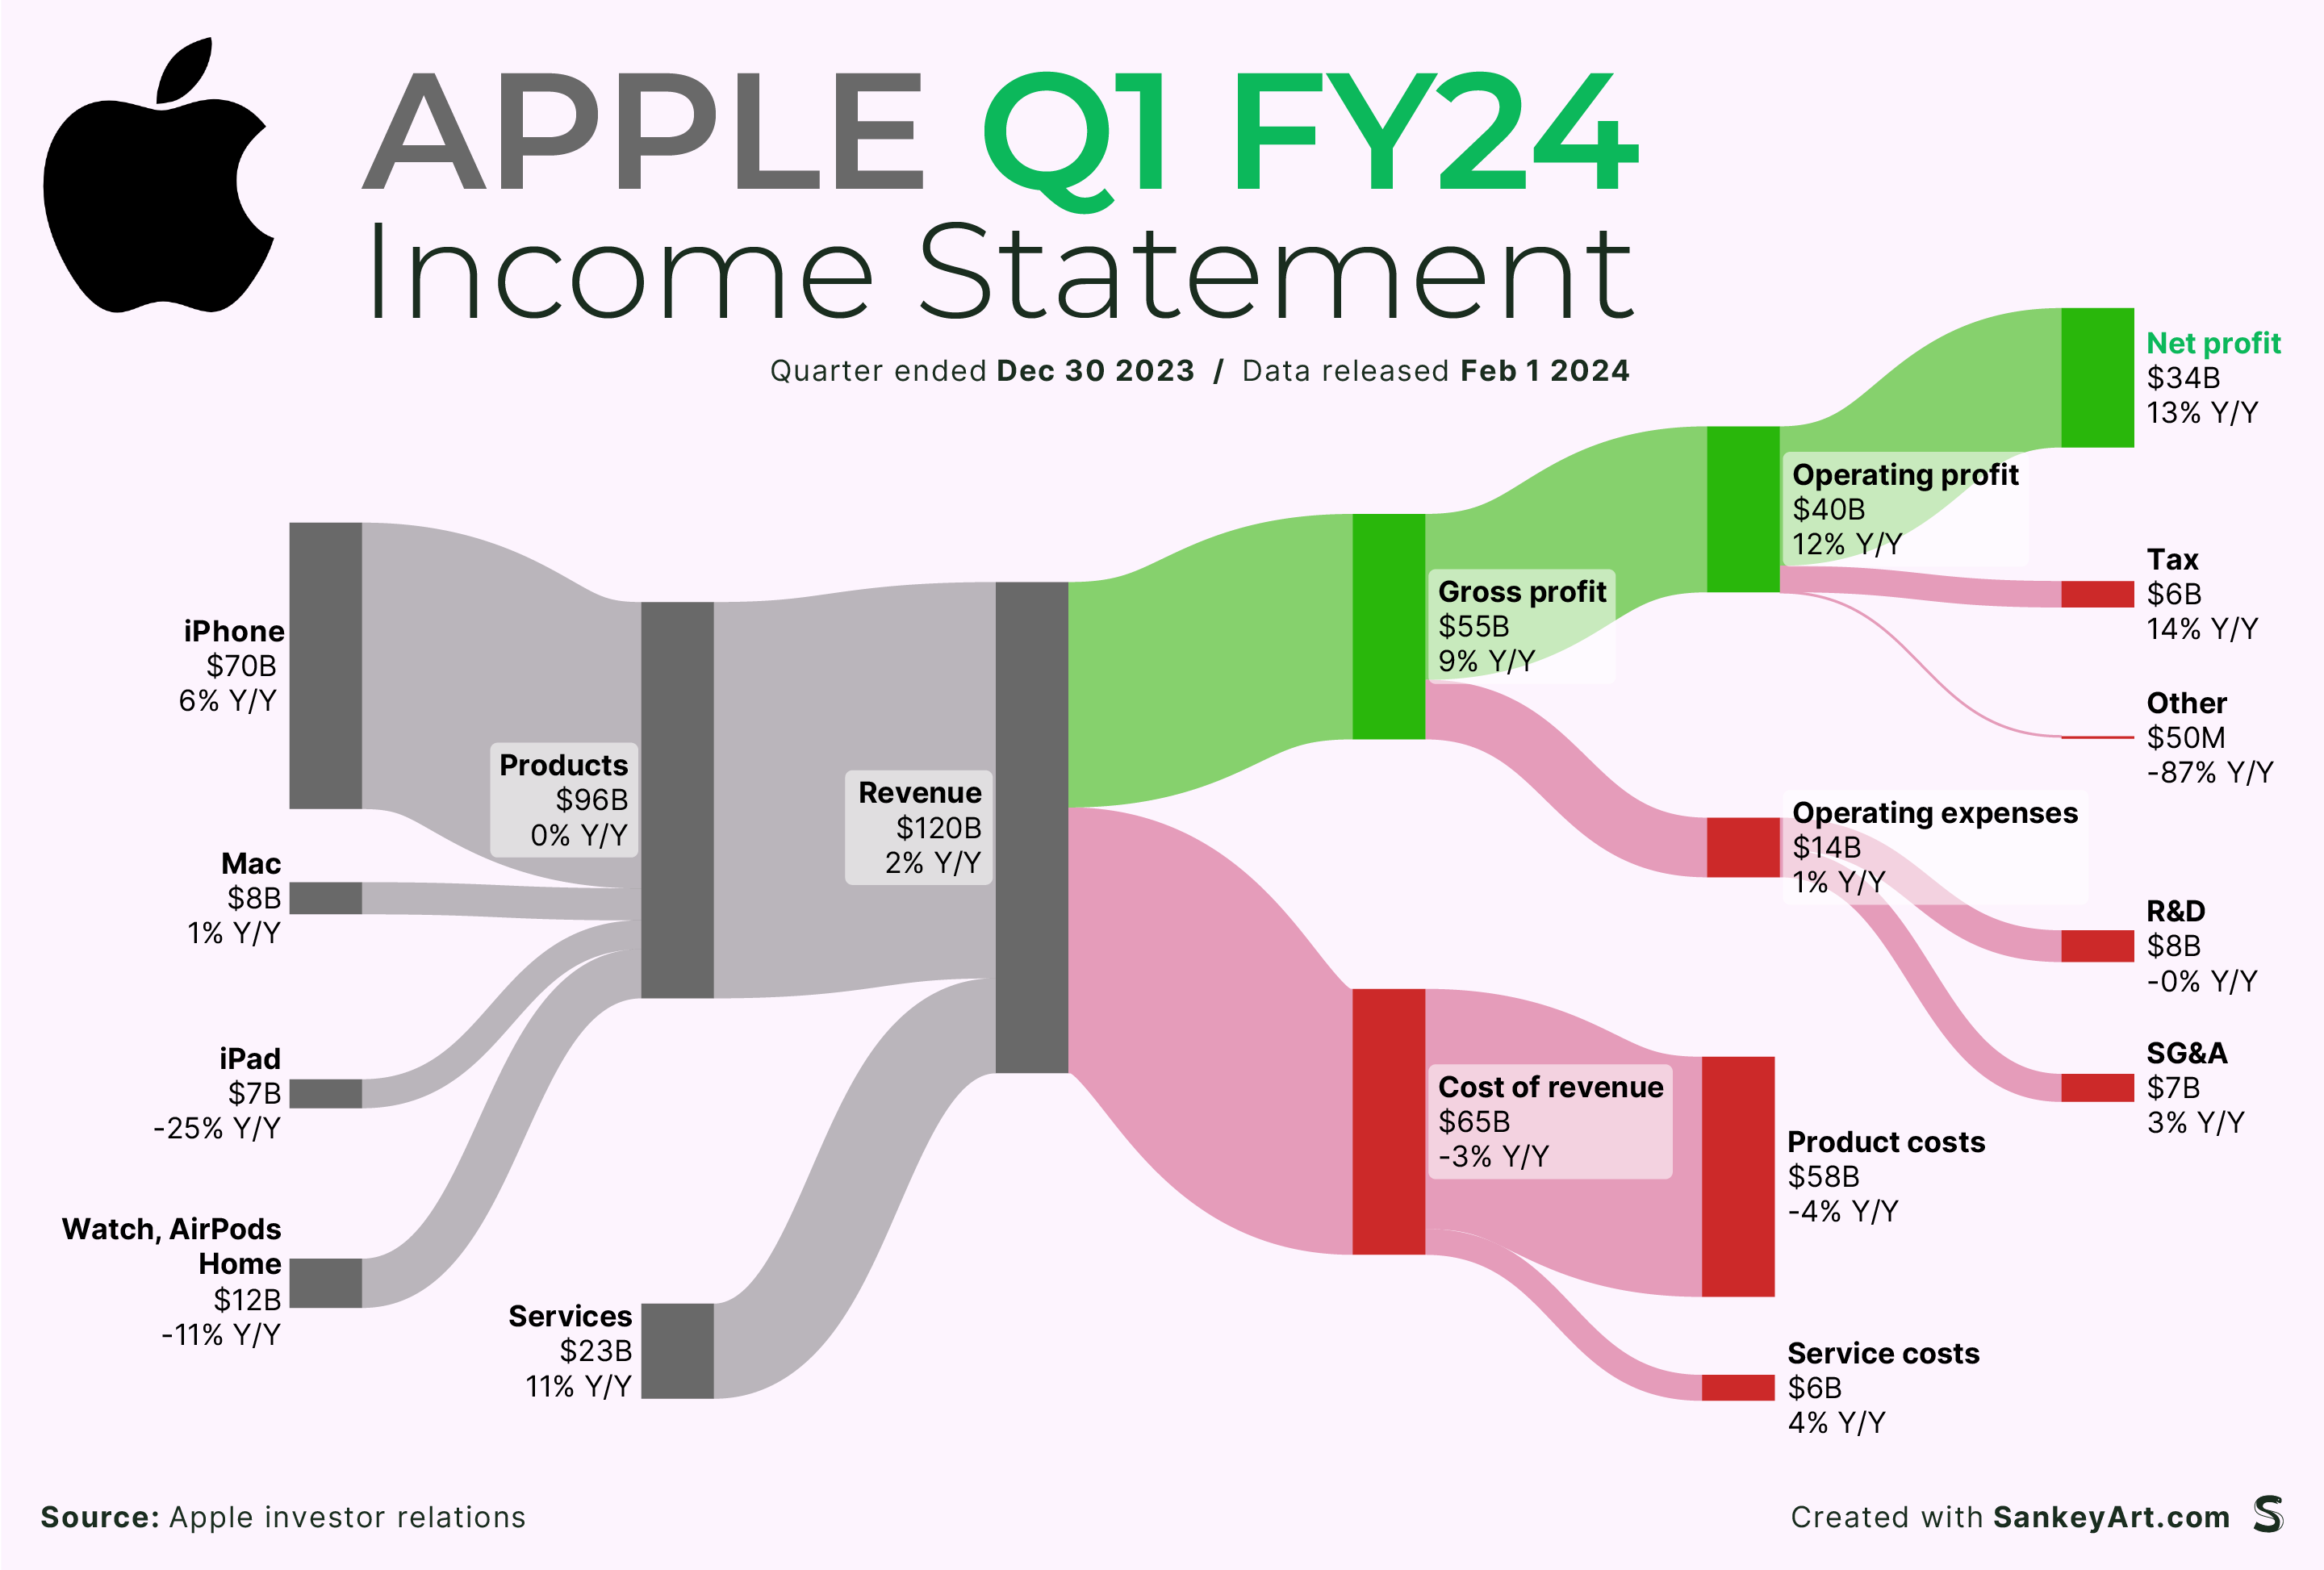 APPLE Q1 FY24
Income Statement
Quarter ended Dec 30 2023 / Data released Feb 1 2024
iPhone
$70B
6% Y/Y
Mac
$8B
1% Y/Y
iPad
$7B
-25% Y/Y
Watch, AirPods
Home
$12B
-11% Y/Y
Products
$96B
0% Y/Y
Services
$23B
11% Y/Y
Revenue
$120B
2% Y/Y
Gross profit
$55B
9% Y/Y
Cost of revenue
$65B
-3% Y/Y
Operating profit
$40B
12% Y/Y
Operating expenses
$14B
1% Y/Y
Product costs
$58B
-4% Y/Y
Service costs
$6B
4% Y/Y
Net profit
$34B
13% Y/Y
Tax
$6B
14% Y/Y
Other
$50M
-87% Y/Y
R&D
$8B
-0% Y/Y
SG&A
$7B
3% Y/Y
Source: Apple investor relations
Created with SankeyArt.com